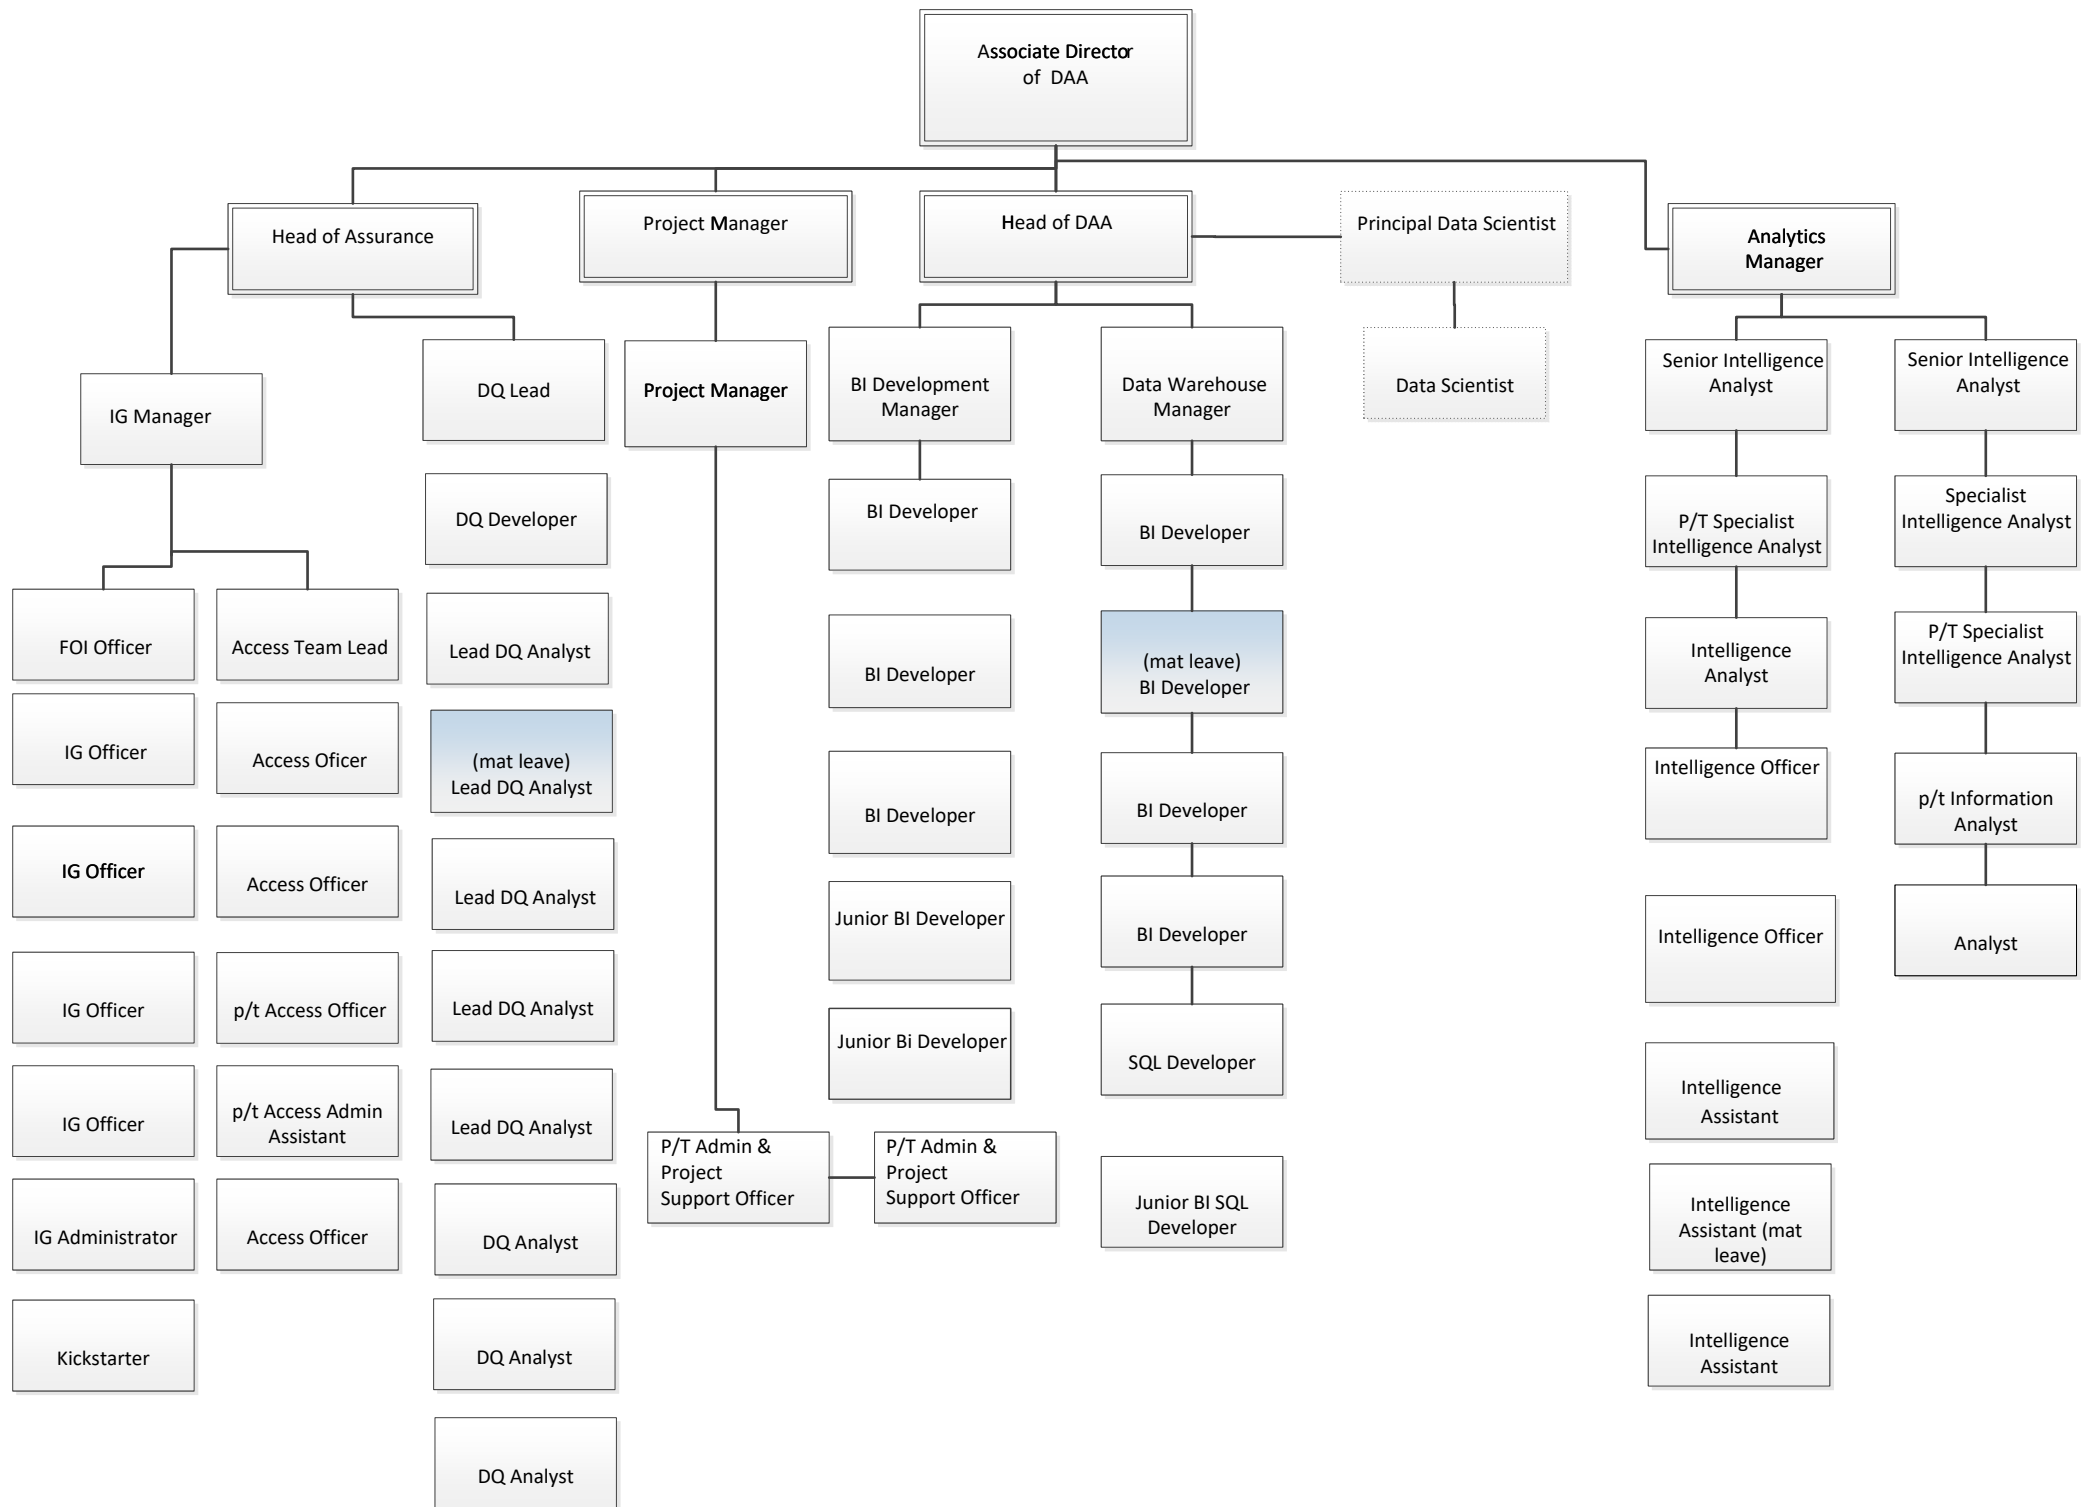 Associate Director
of DAA
Head of Assurance
Project Manager
Head of DAA
Principal Data Scientist
Analytics
Manager
IG Manager
DQ Lead
Project Manager
BI Development
Manager
Data Warehouse
Manager
Data Scientist
Senior Intelligence
Analyst
Senior Intelligence
Analyst
DQ Developer
BI Developer
BI Developer
P/T Specialist
Intelligence Analyst
Specialist
Intelligence Analyst
FOI Officer
Access Team Lead
Lead DQ Analyst
BI Developer
(mat leave)
BI Developer
Intelligence
Analyst
P/T Specialist
Intelligence Analyst
IG Officer
Access Oficer
(mat leave)
Lead DQ Analyst
BI Developer
BI Developer
Intelligence Officer
p/t Information
Analyst
IG Officer
Access Officer
Lead DQ Analyst
Junior BI Developer
BI Developer
Intelligence Officer
Analyst
IG Officer
p/t Access Officer
Lead DQ Analyst
Junior Bi Developer
SQL Developer
Intelligence
Assistant
IG Officer
p/t Access Admin
Assistant
Lead DQ Analyst
P/T Admin &
Project
Support Officer
P/T Admin &
Project
Support Officer
Junior BI SQL
Developer
Intelligence
Assistant (mat
leave)
IG Administrator
Access Officer
DQ Analyst
Kickstarter
DQ Analyst
Intelligence
Assistant
DQ Analyst